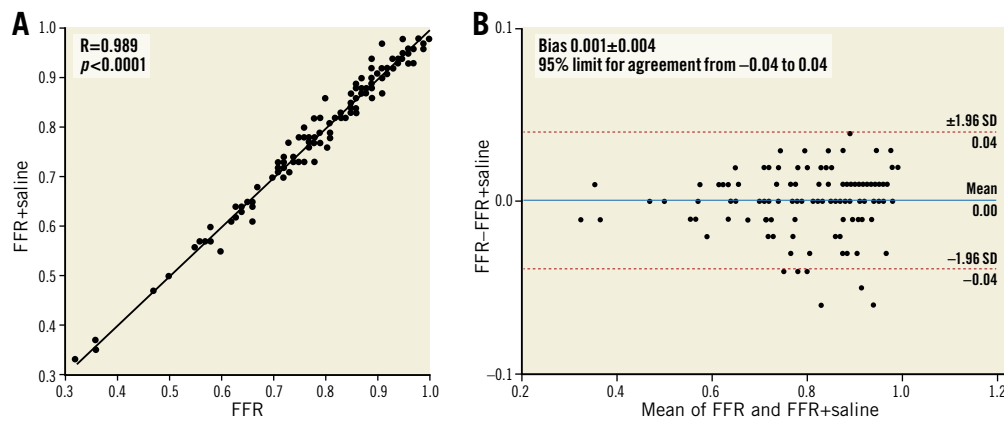 A
R=0.989
p<0.0001
1.0
0.9
0.8
0.7
0.6
0.5
0.4
0.3
FFR+saline
0.3 0.4 0.5 0.6 0.7 0.8 0.9 1.0
FFR
B
Bias 0.001±0.004
95% limit for agreement from −0.04 to 0.04
0.1
0.0
−0.1
FFR−FFR+saline
±1.96 SD
0.04
Mean
0.00
−1.96 SD
−0.04
0.2 0.4 0.6 0.8 1.0 1.2
Mean of FFR and FFR+saline